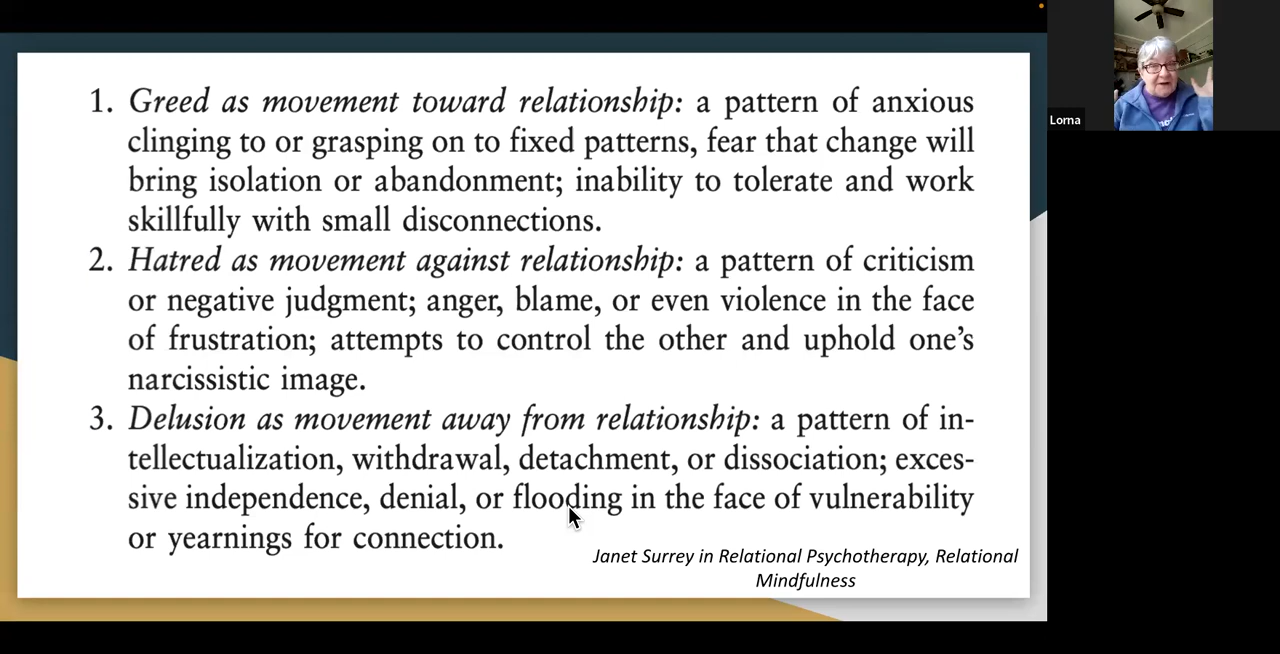 1. Greed as movement toward relationship: a pattern of anxious
clinging to or grasping on to fixed patterns, fear that change will
bring isolation or abandonment; inability to tolerate and work
skillfully with small disconnections.
2. Hatred as movement against relationship: a pattern of criticism
or negative judgment; anger, blame, or even violence in the face
of frustration; attempts to control the other and uphold one's
narcissistic image.
3. Delusion as movement away from relationship: a pattern of in-
tellectualization, withdrawal, detachment, or dissociation; exces-
sive independence, denial, or flooding in the face of vulnerability
or yearnings for connection.
Janet Surrey in Relational Psychotherapy, Relational
Mindfulness
Lorna